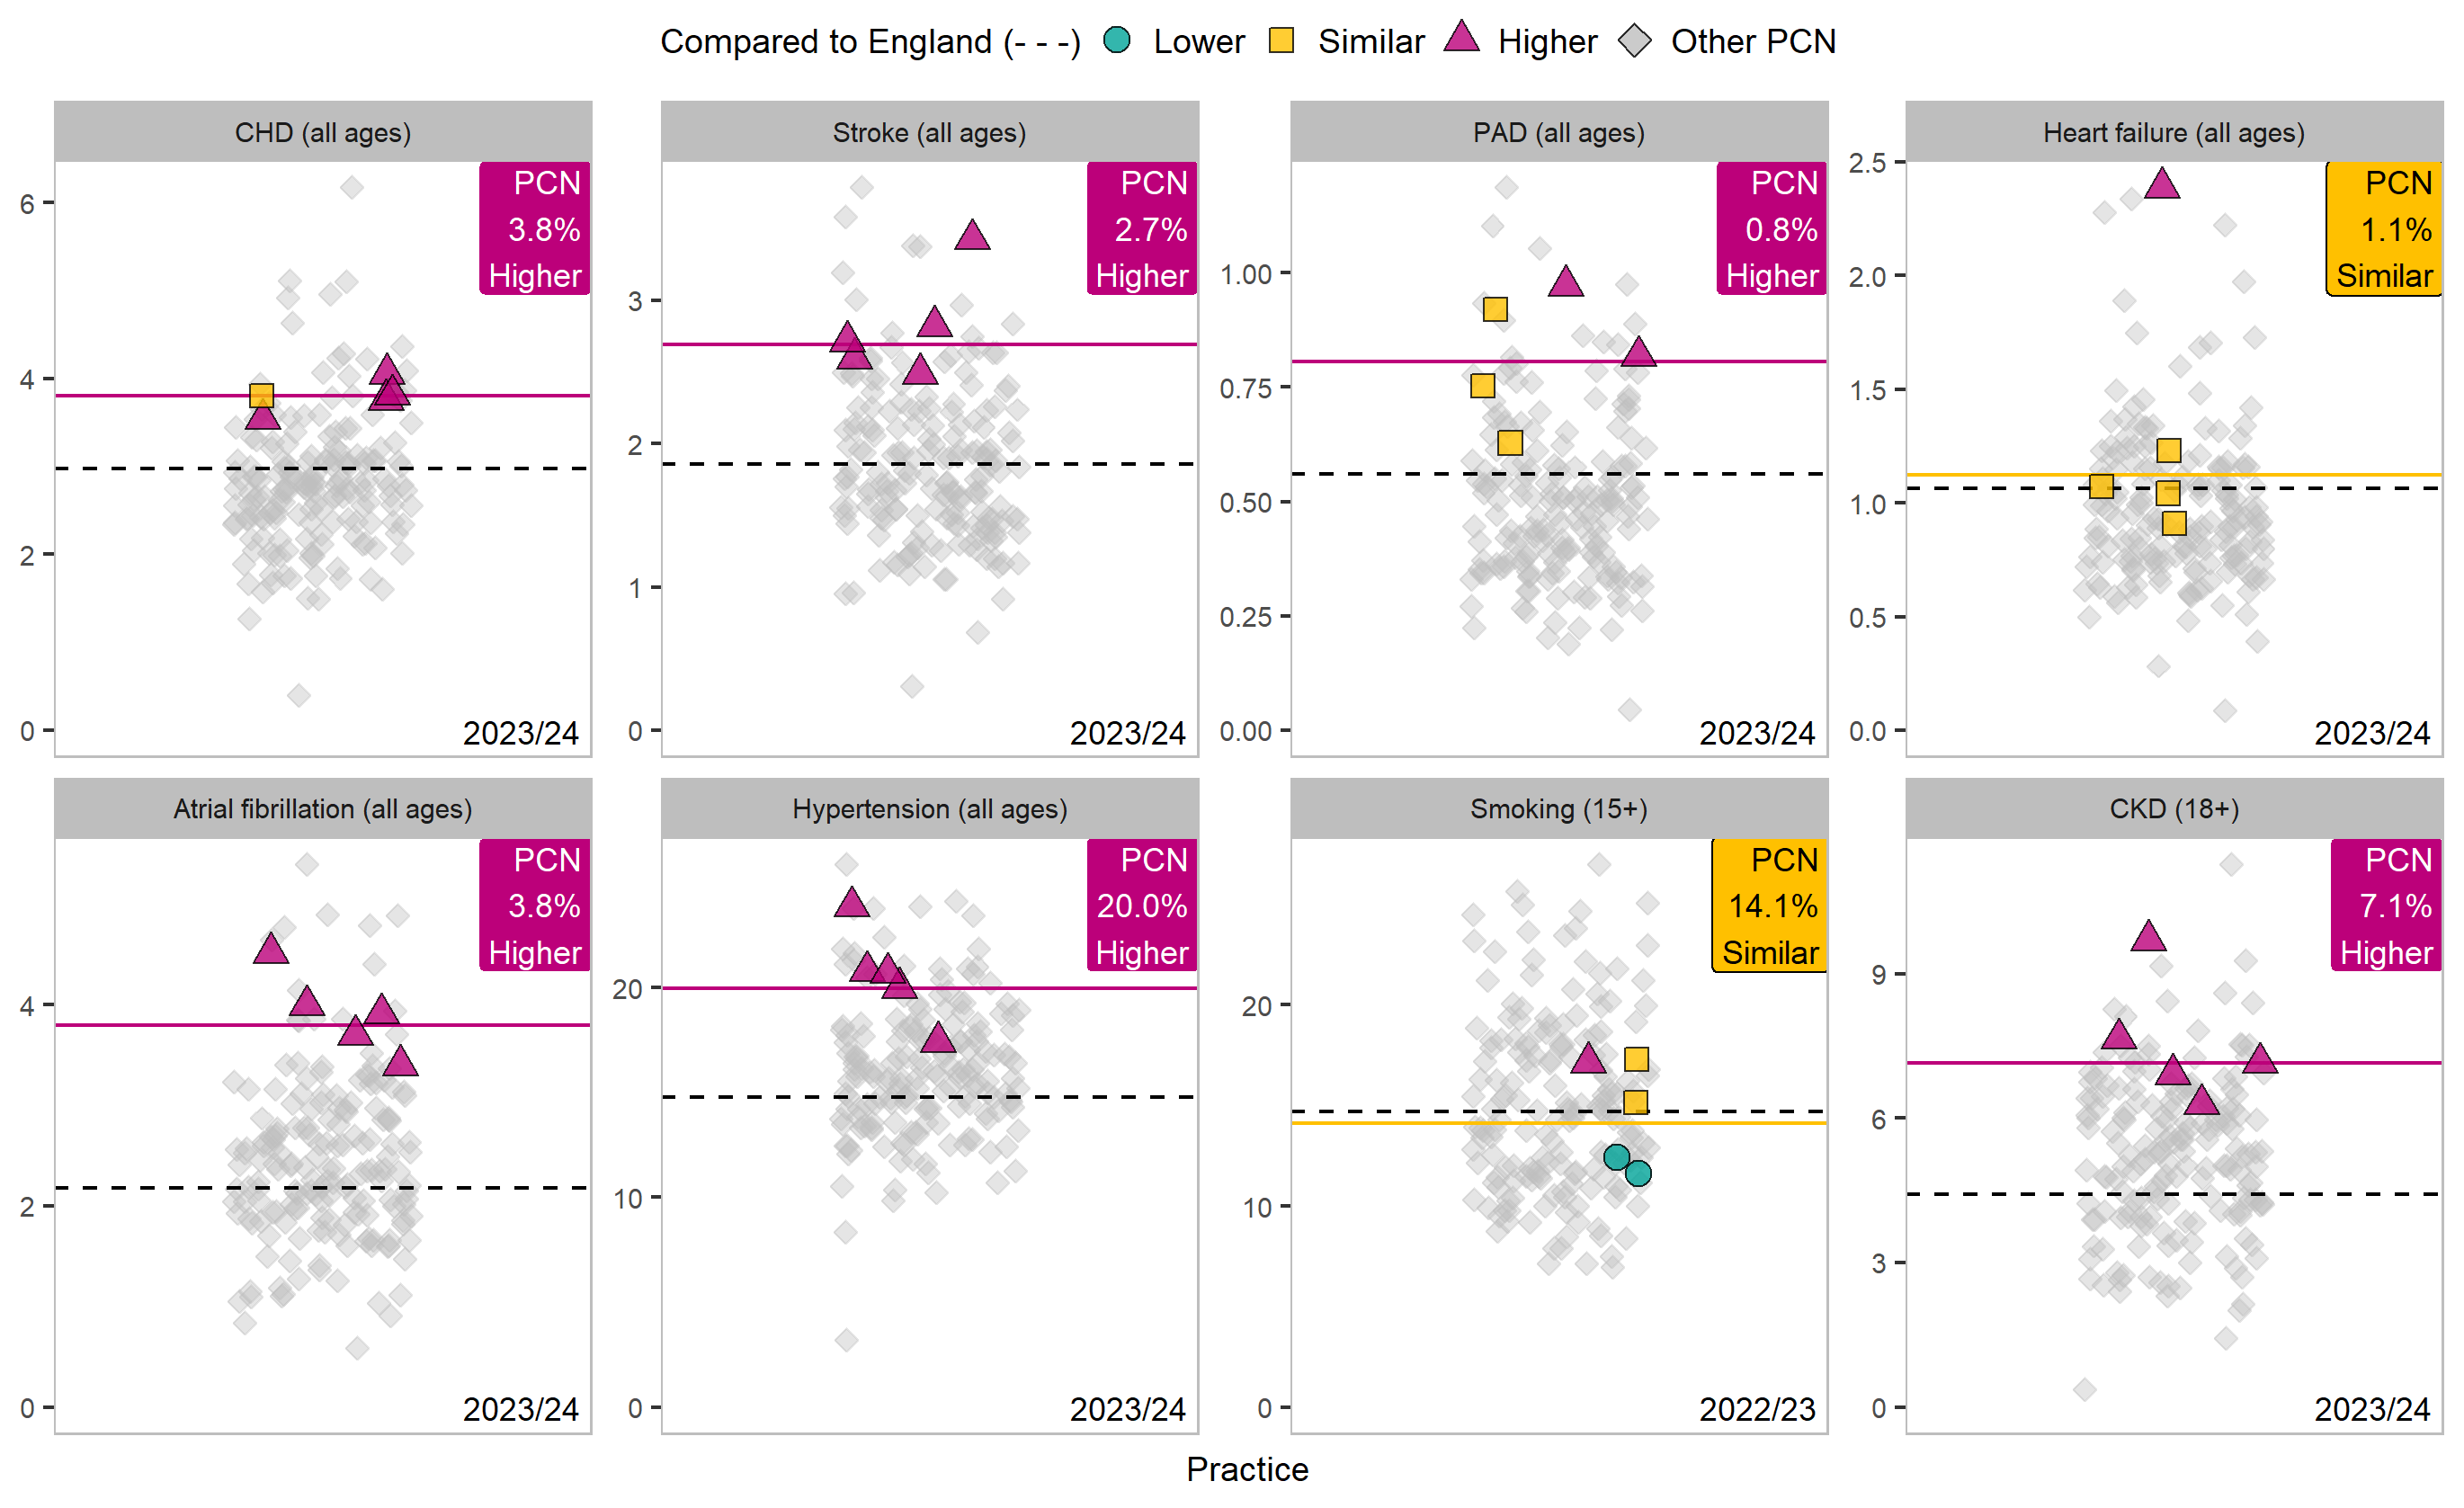 Compared to England (- - -) Lower Similar Higher Other PCN
CHD (all ages)
PCN
3.8%
Higher
6
4
2
0
2023/24
Stroke (all ages)
PCN
2.7%
Higher
3
2
1
0
2023/24
PAD (all ages)
PCN
0.8%
Higher
1.00
0.75
0.50
0.25
0.00
2023/24
Heart failure (all ages)
PCN
1.1%
Similar
2.5
2.0
1.5
1.0
0.5
0.0
2023/24
Atrial fibrillation (all ages)
PCN
3.8%
Higher
4
2
0
2023/24
Hypertension (all ages)
PCN
20.0%
Higher
20
10
0
2023/24
Smoking (15+)
PCN
14.1%
Similar
20
10
0
2022/23
CKD (18+)
PCN
7.1%
Higher
9
6
3
0
2023/24
Practice